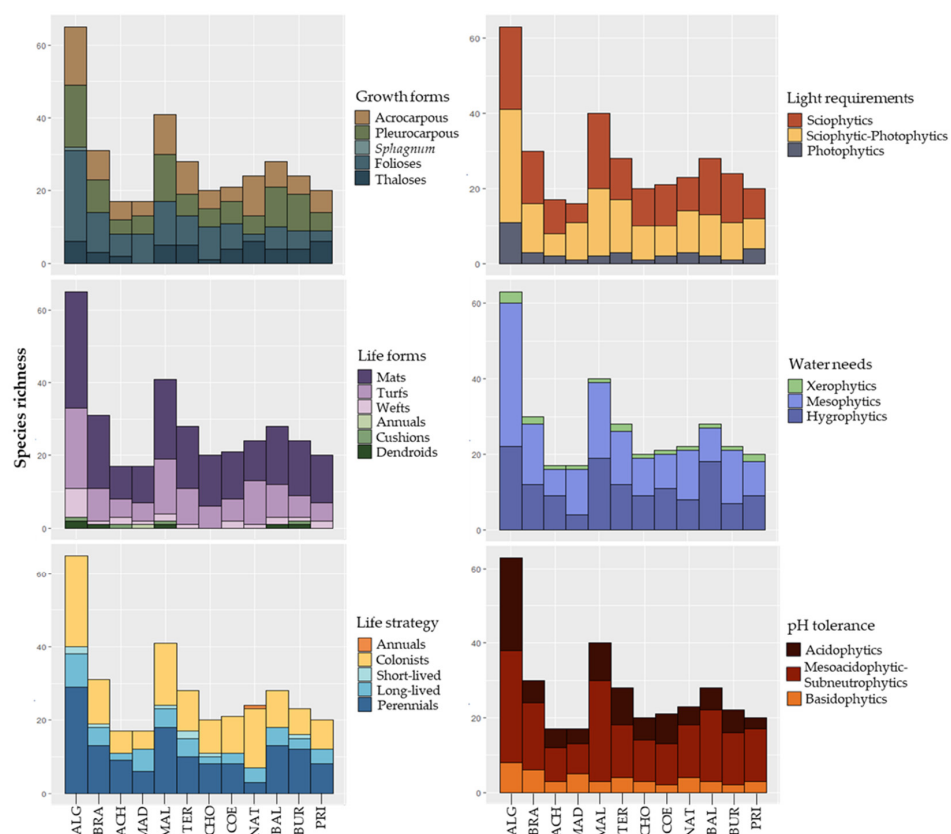 60
40
20
0
Growth forms
Acrocarpous
Pleurocarpous
Sphagnum
Folioses
Thaloses
60
40
20
0
Light requirements
Sciophytics
Sciophytic-Photophytics
Photophytics
Species richness
60
40
20
0
Life forms
Mats
Turfs
Wefts
Annuals
Cushions
Dendroids
60
40
20
0
Water needs
Xerophytics
Mesophytics
Hygrophytics
60
40
20
0
Life strategy
Annuals
Colonists
Short-lived
Long-lived
Perennials
ALG BRA ACH MAD MAL TER CHO COE NAT BAL BUR PRI
60
40
20
0
pH tolerance
Acidophytics
Mesoacidophytic-
Subneutrophytics
Basidophytics
ALG BRA ACH MAD MAL TER CHO COE NAT BAL BUR PRI